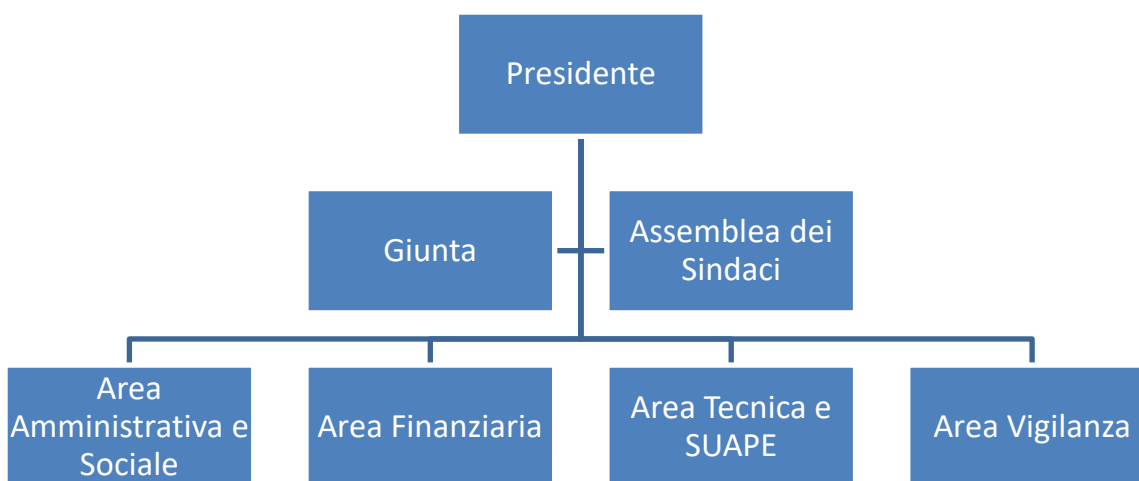 Presidente
Giunta
Assemblea dei
Sindaci
Area
Amministrativa e
Sociale
Area Finanziaria
Area Tecnica e
SUAPE
Area Vigilanza